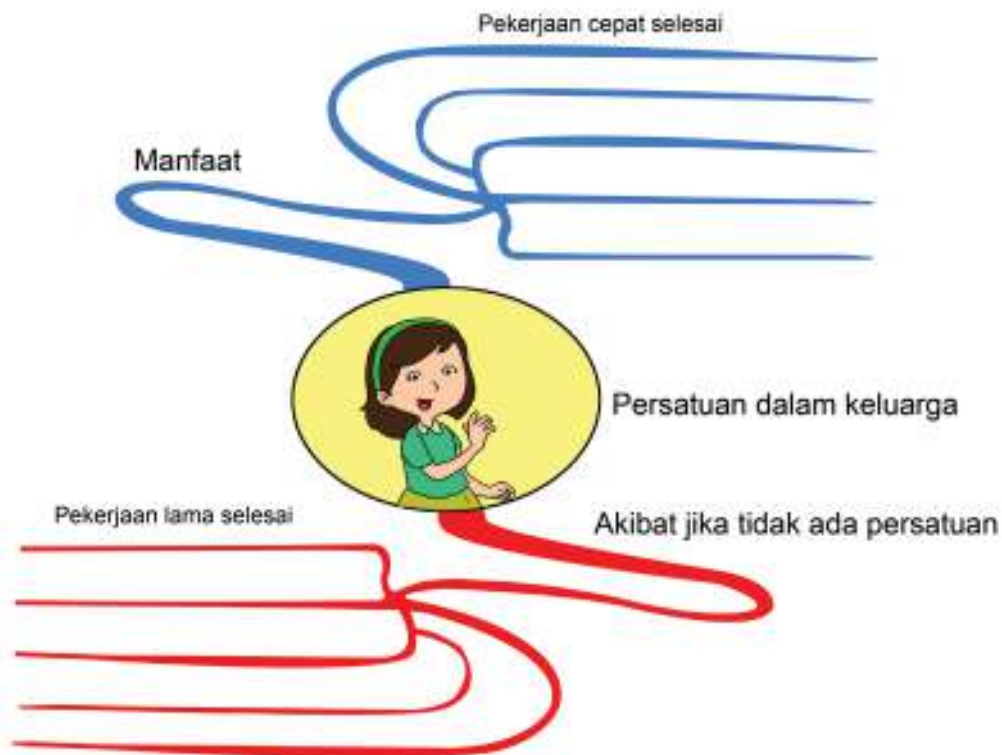 Pekerjaan cepat selesai
Manfaat
Persatuan dalam keluarga
Pekerjaan lama selesai
Akibat jika tidak ada persatuan